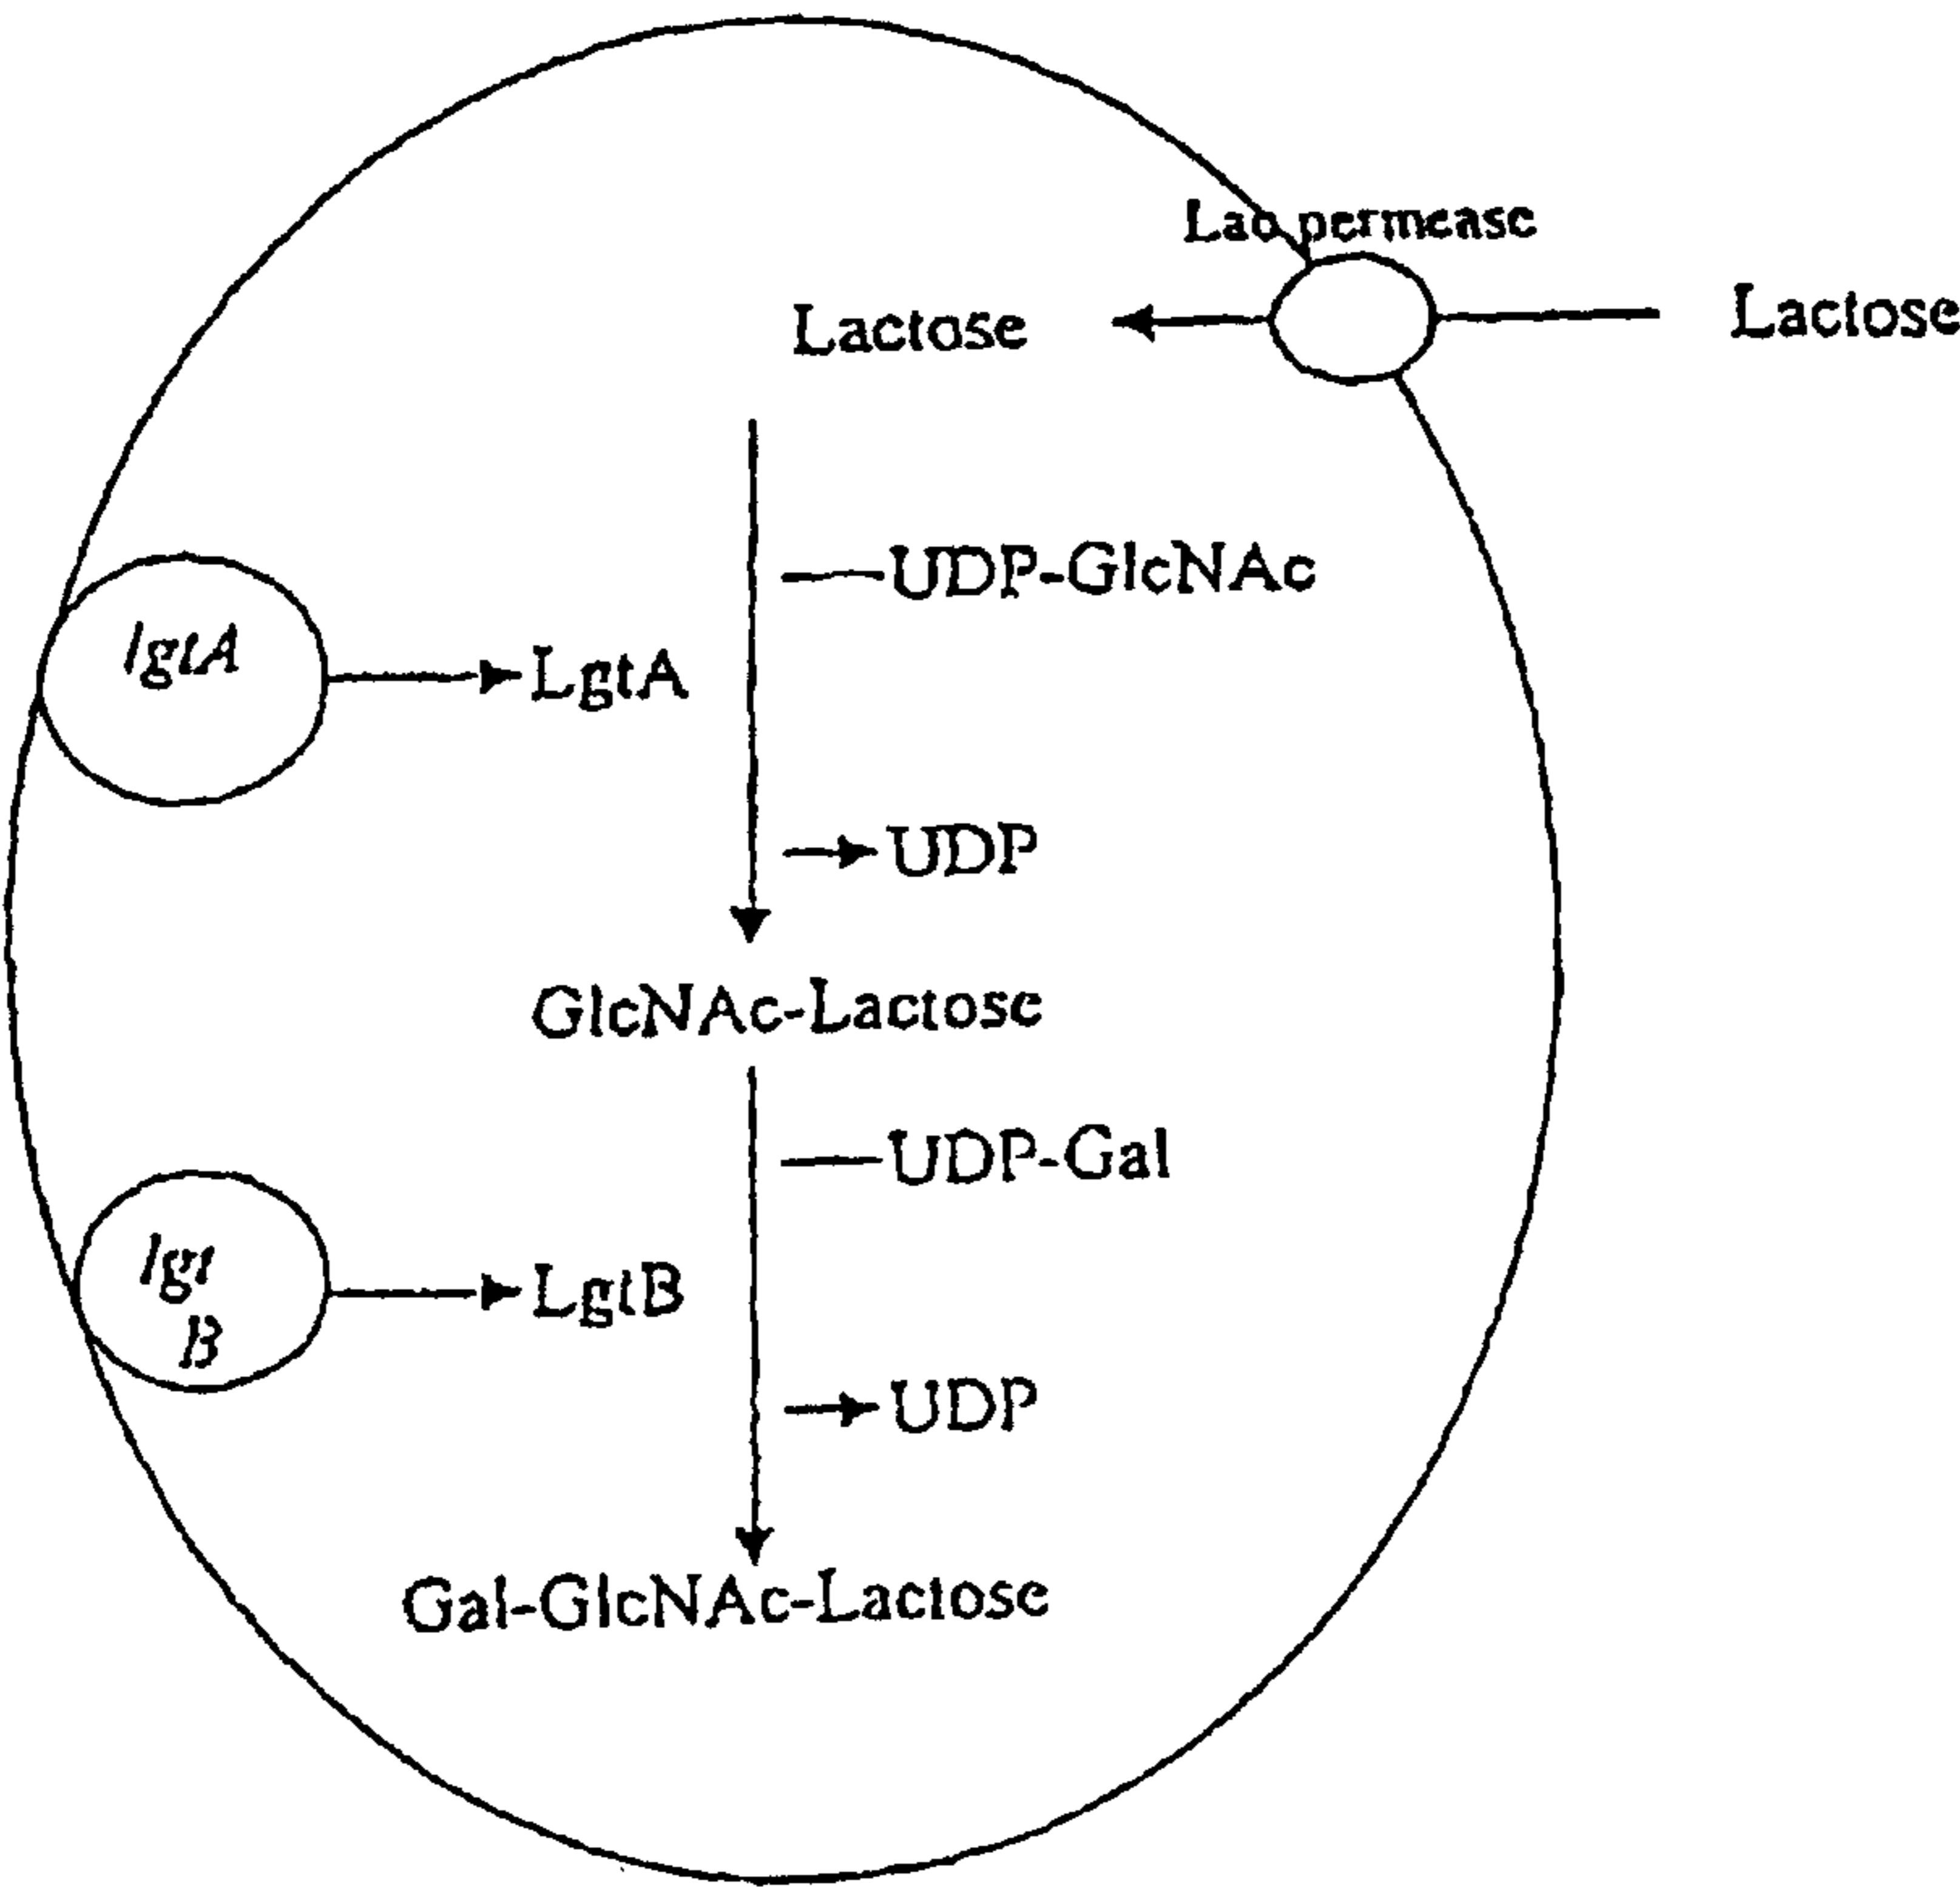 Lac permease
Lactose
Lactose
UDP-GlcNAc
lgtA
LgtA
UDP
GlcNAc-Lactose
UDP-Gal
lgt
B
LgtB
UDP
Gal-GlcNAc-Lactose